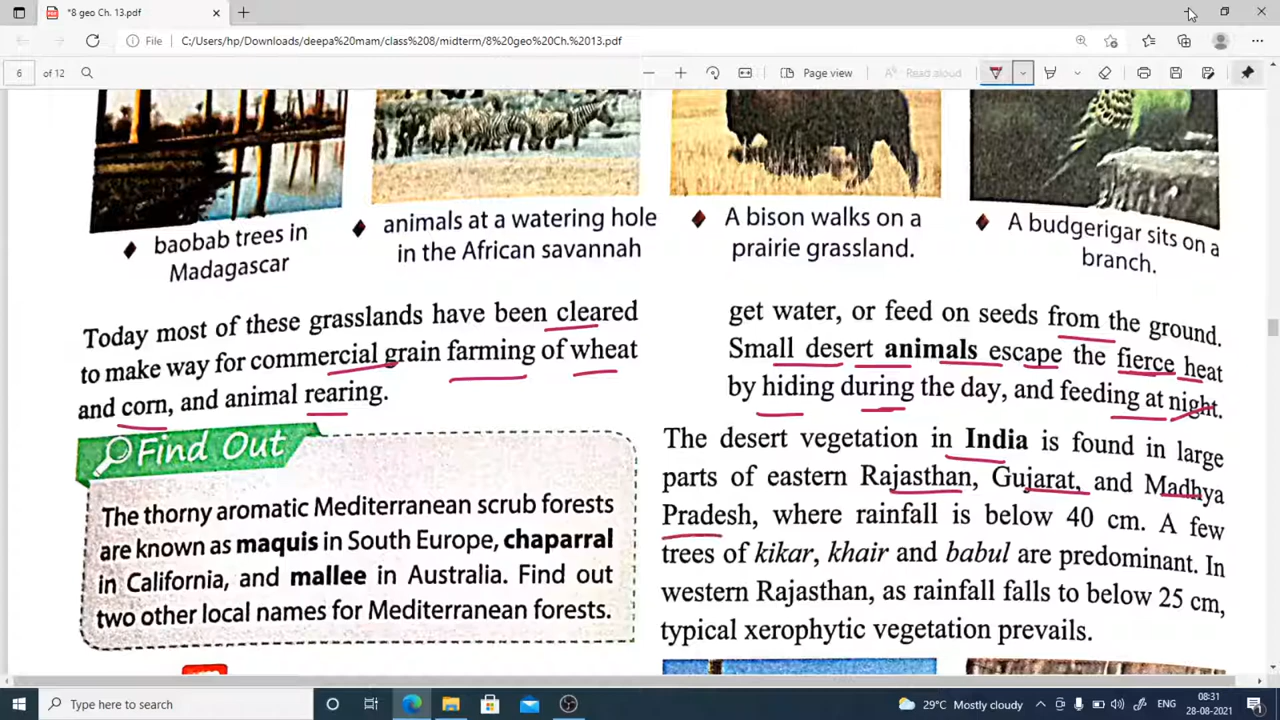 *8 geo Ch. 13.pdf
File
C:/Users/hp/Downloads/deepa%20mam/class%208/midterm/8%20geo%20Ch.%2013.pdf
6 of 12
Page view
Read aloud
baobab trees in
Madagascar
animals at a watering hole
in the African savannah
A bison walks on a
prairie grassland.
A budgerigar sits on a
branch.
Today most of these grasslands have been cleared
to make way for commercial grain farming of wheat
and corn, and animal rearing.
Find Out
The thorny aromatic Mediterranean scrub forests
are known as maquis in South Europe, chaparral
in California, and mallee in Australia. Find out
two other local names for Mediterranean forests.
get water, or feed on seeds from the ground.
Small desert animals escape the fierce heat
by hiding during the day, and feeding at night.
The desert vegetation in India is found in large
parts of eastern Rajasthan, Gujarat, and Madhya
Pradesh, where rainfall is below 40 cm. A few
trees of kikar, khair and babul are predominant. In
western Rajasthan, as rainfall falls to below 25 cm,
typical xerophytic vegetation prevails.
Type here to search
29°C Mostly cloudy
ENG
08:31
28-08-2021
1